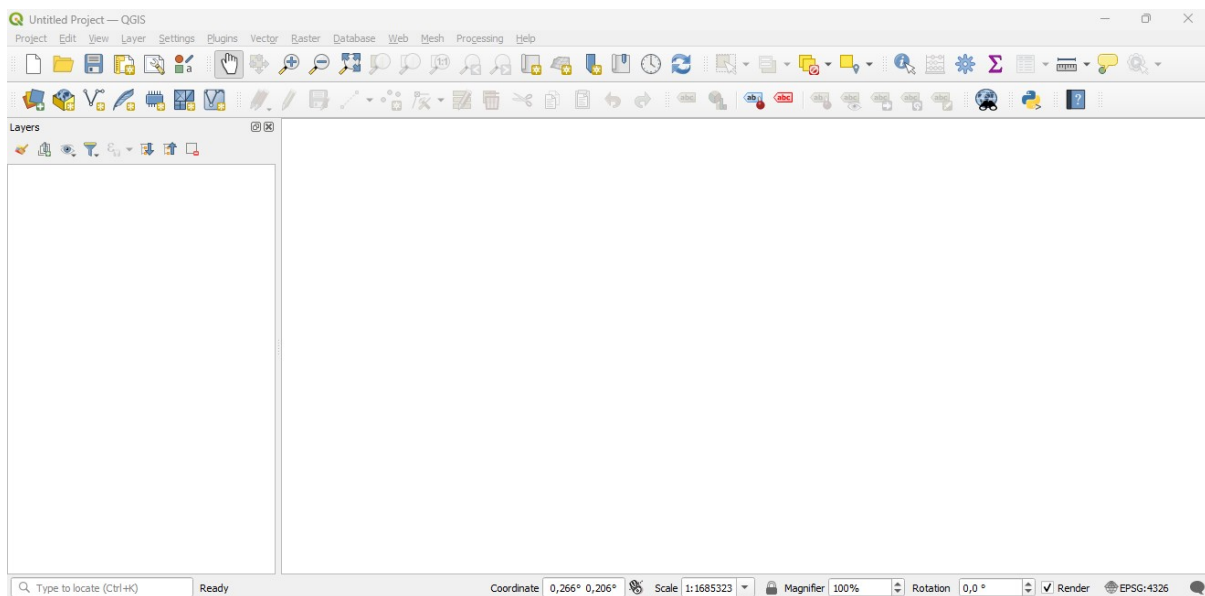 Untitled Project — QGIS
Project Edit View Layer Settings Plugins Vector Raster Database Web Mesh Processing Help
Layers
Type to locate (Ctrl+K) Ready Coordinate 0,266° 0,206° Scale 1:1685323 Magnifier 100% Rotation 0,0 ° Render EPSG:4326